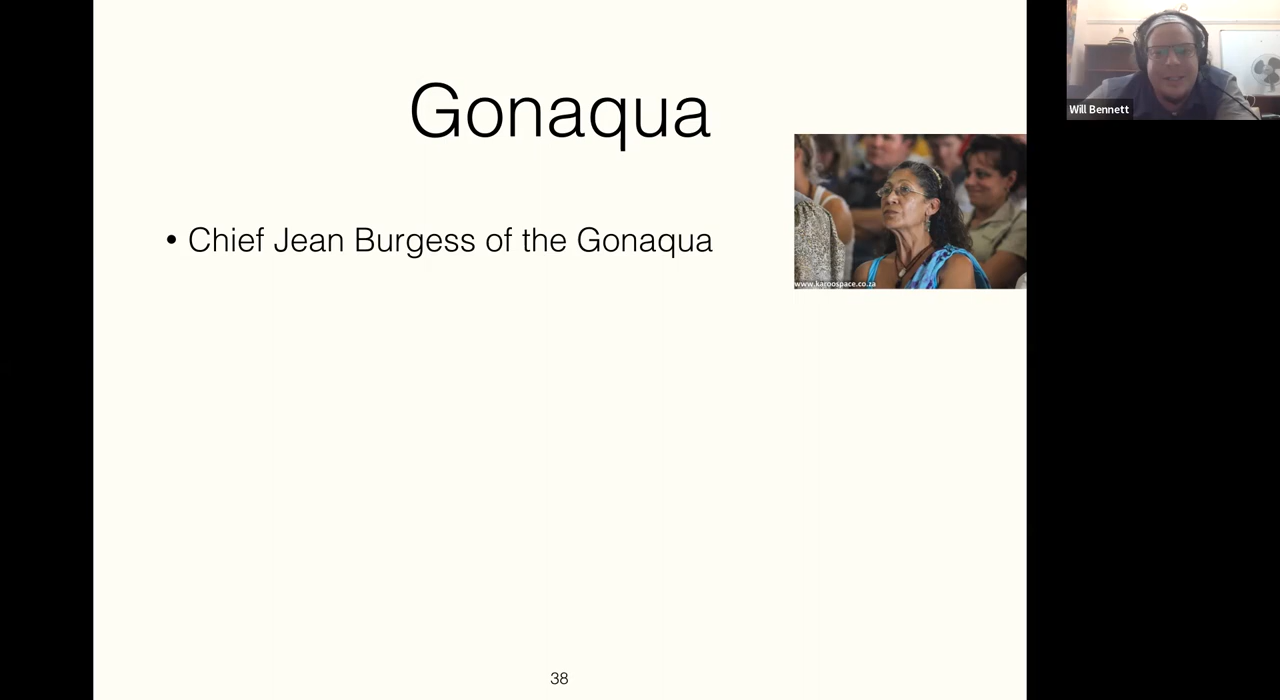 Gonaqua
• Chief Jean Burgess of the Gonaqua
www.karoospace.co.za
38
Will Bennett